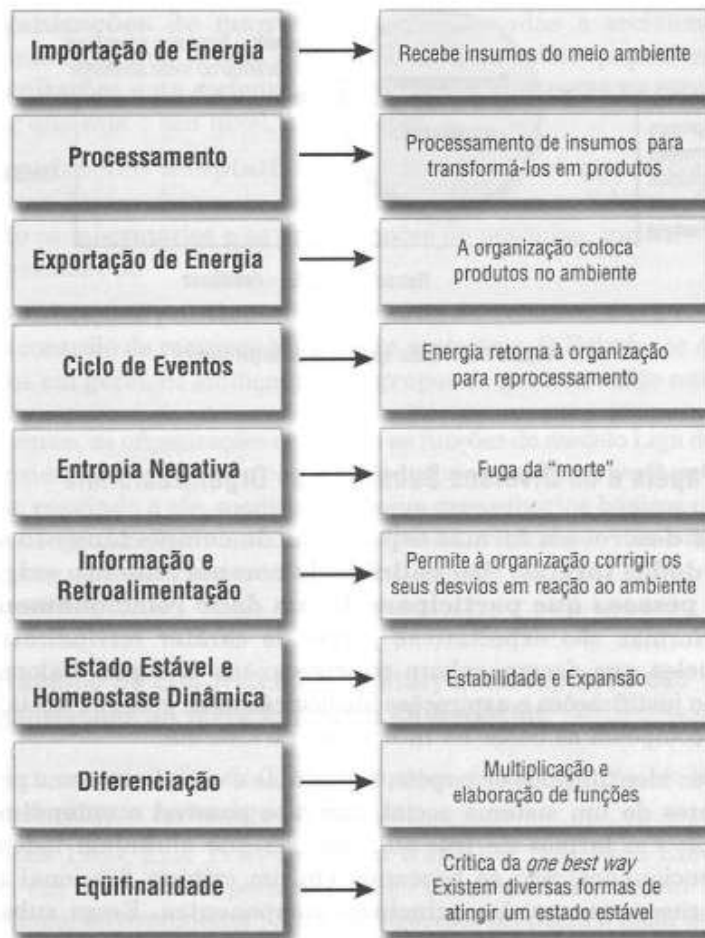 Importação de Energia
Recebe insumos do meio ambiente
Processamento
Processamento de insumos para
transformá-los em produtos
Exportação de Energia
A organização coloca
produtos no ambiente
Ciclo de Eventos
Energia retorna à organização
para reprocessamento
Entropia Negativa
Fuga da “morte”
Informação e
Retroalimentação
Permite à organização corrigir os
seus desvios em reação ao ambiente
Estado Estável e
Homeostase Dinâmica
Estabilidade e Expansão
Diferenciação
Multiplicação e
elaboração de funções
Eqüifinalidade
Crítica da one best way
Existem diversas formas de
atingir um estado estável